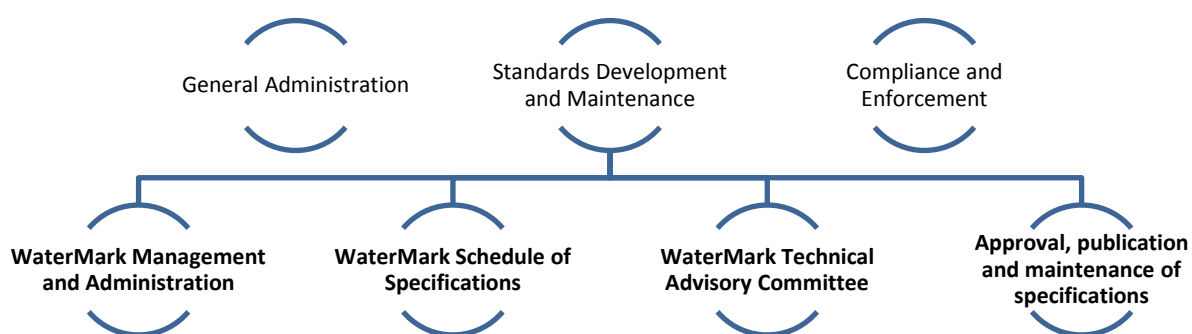 General Administration
Standards Development
and Maintenance
Compliance and
Enforcement
WaterMark Management
and Administration
WaterMark Schedule of
Specifications
WaterMark Technical
Advisory Committee
Approval, publication
and maintenance of
specifications